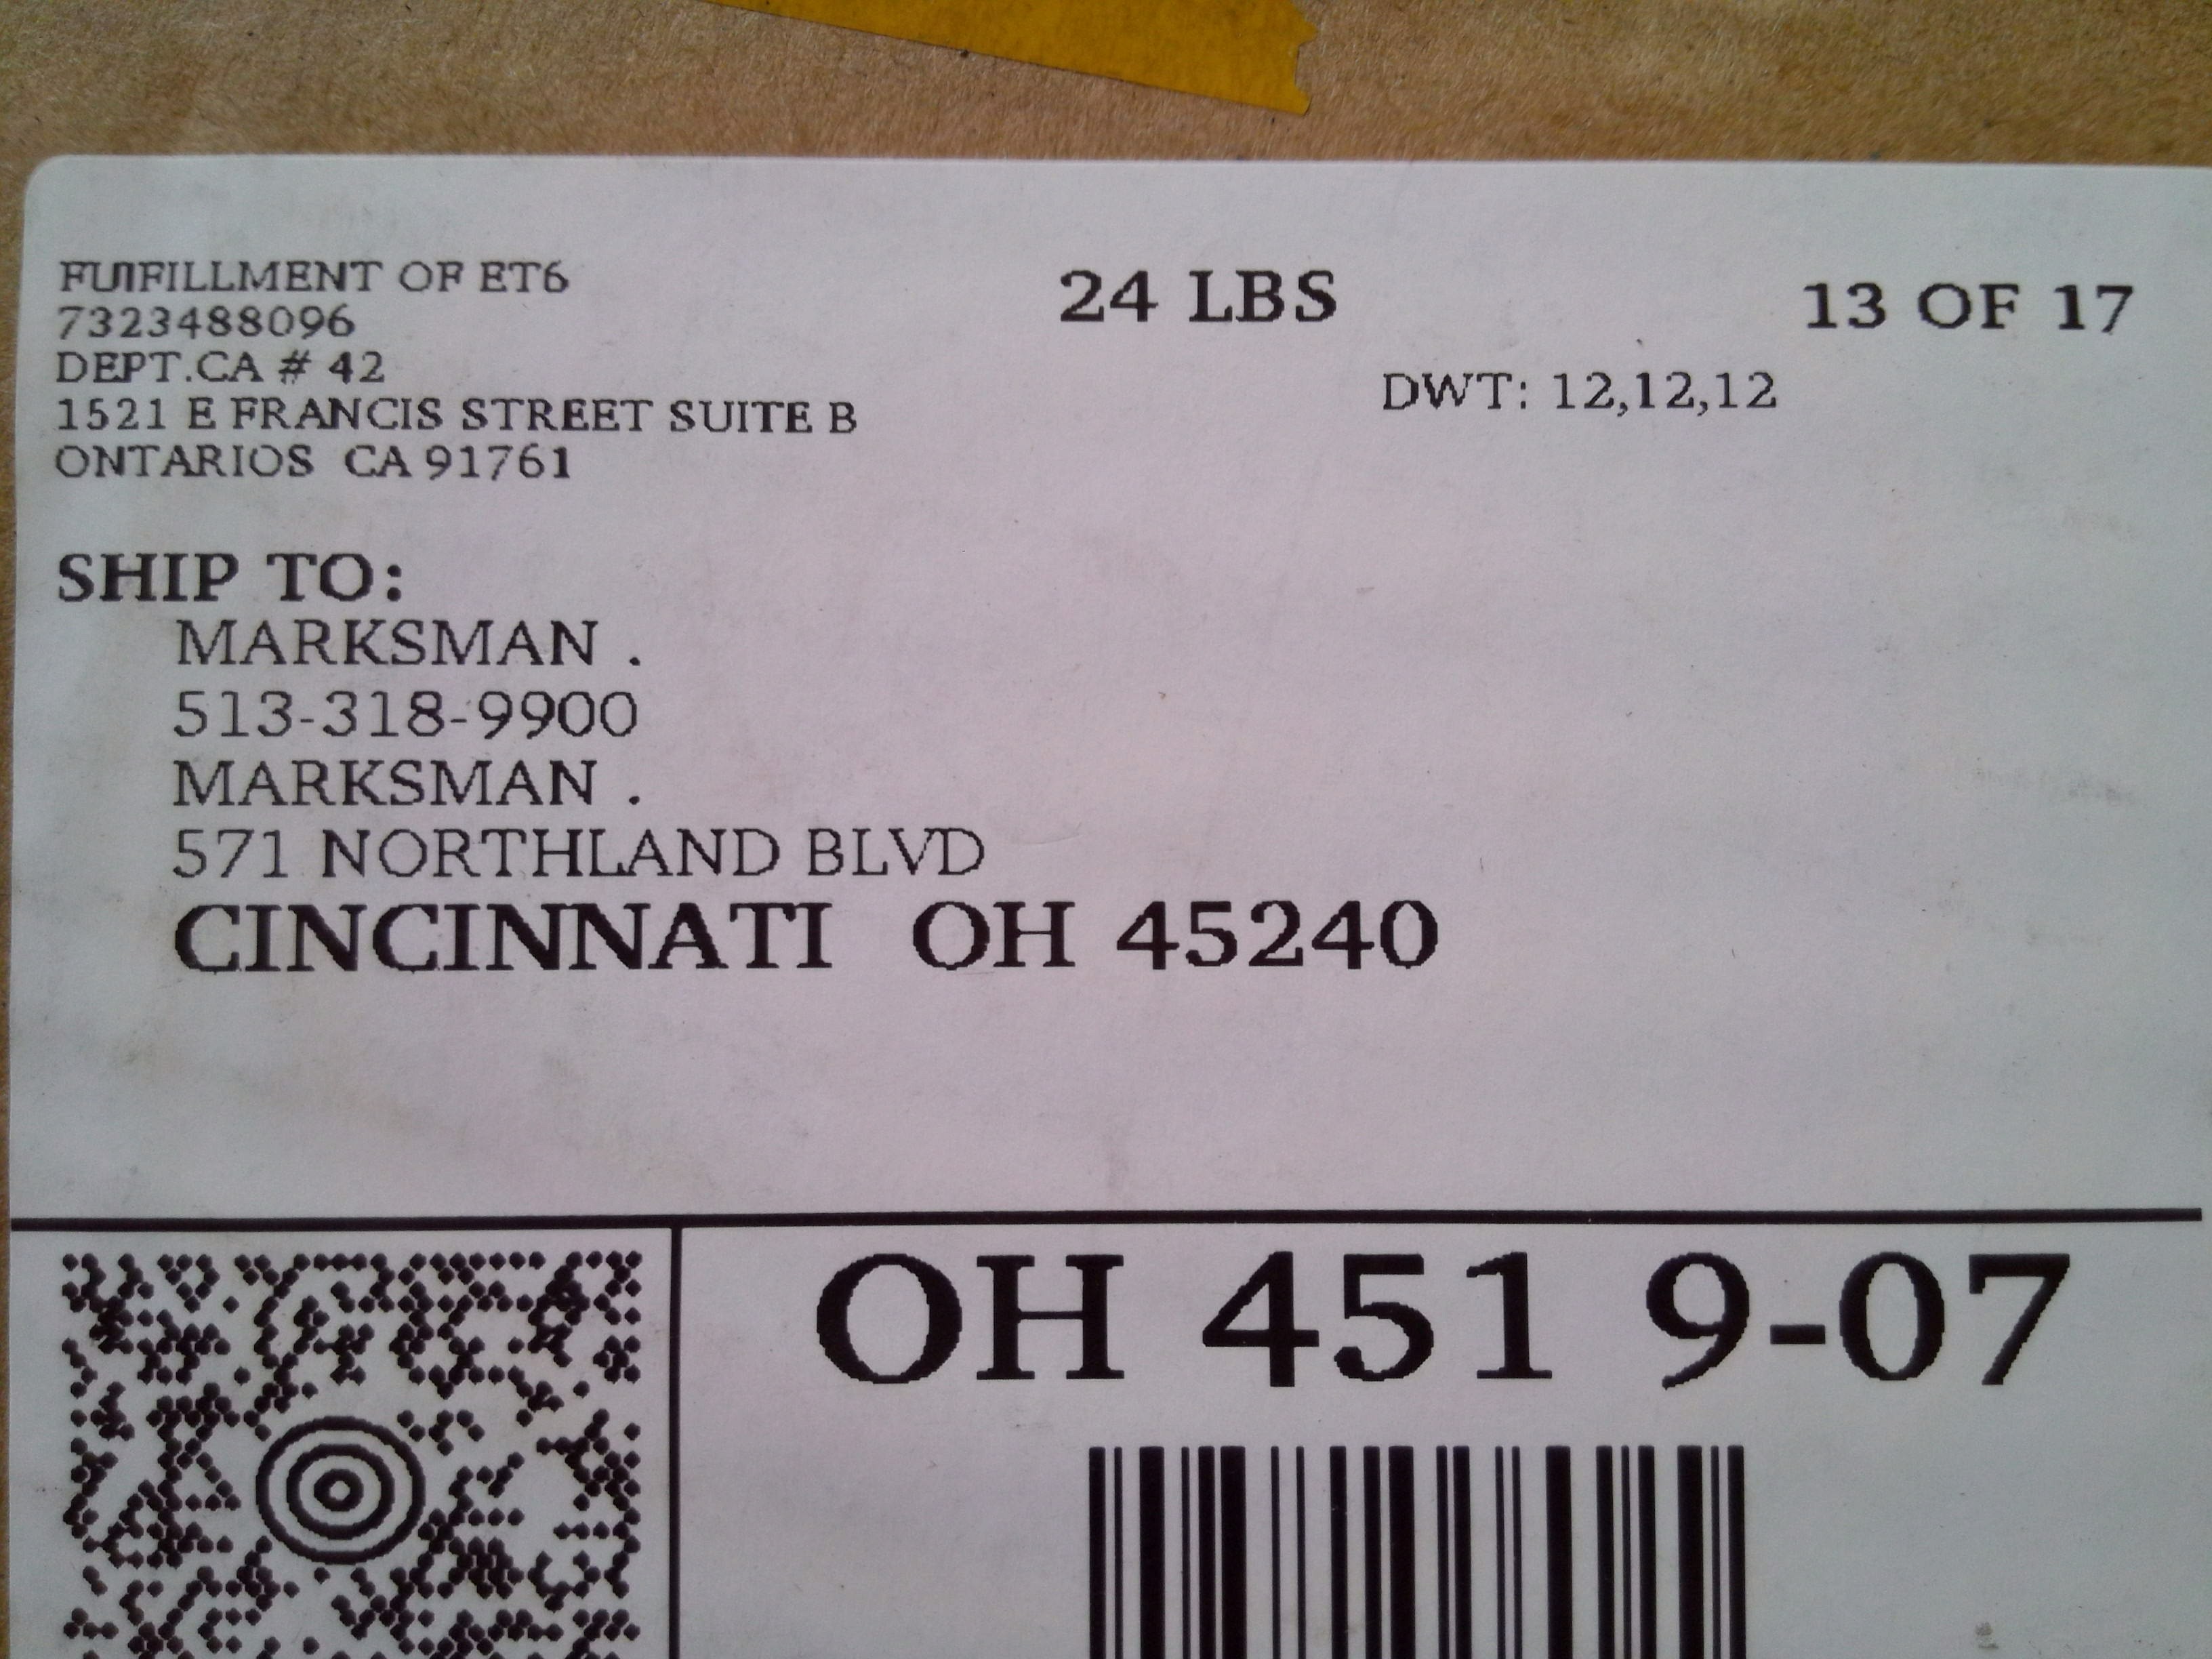 FUIFILLMENT OF ET6
7323488096
DEPT.CA # 42
1521 E FRANCIS STREET SUITE B
ONTARIOS CA 91761
24 LBS
13 OF 17
DWT: 12,12,12
SHIP TO:
MARKSMAN .
513-318-9900
MARKSMAN .
571 NORTHLAND BLVD
CINCINNATI OH 45240
OH 451 9-07